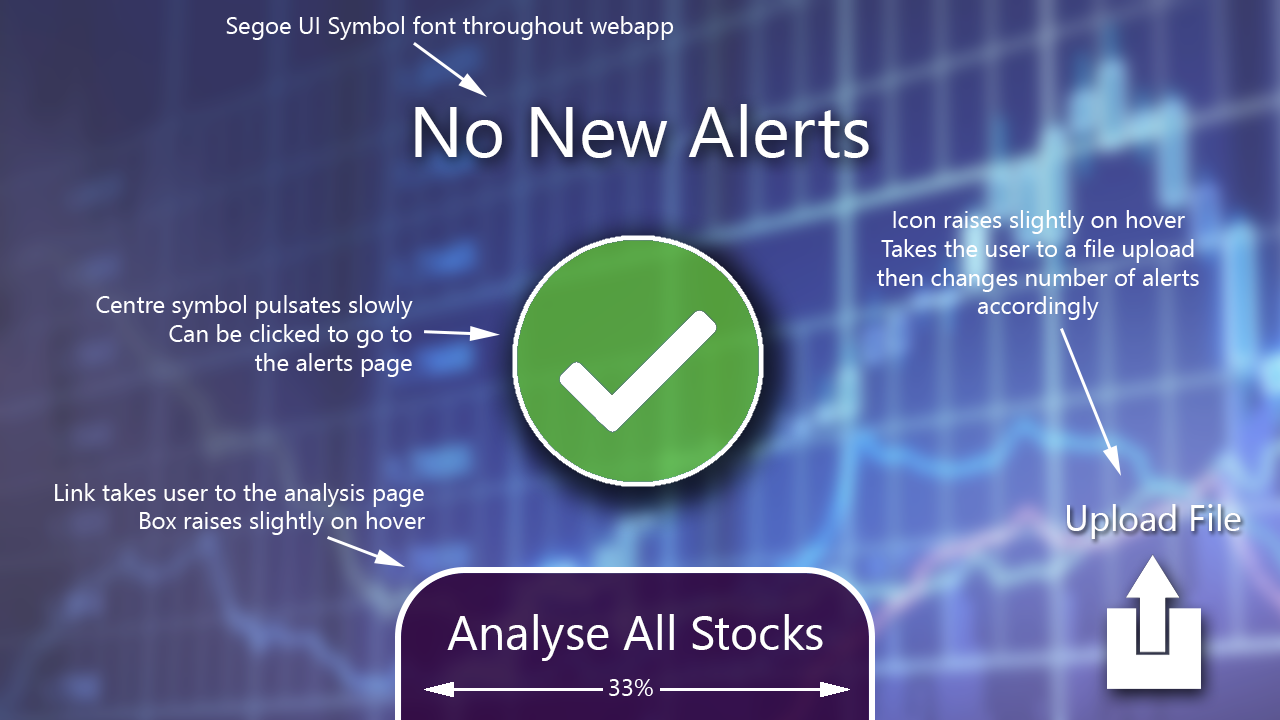 Segoe UI Symbol font throughout webapp
No New Alerts
Icon raises slightly on hover
Takes the user to a file upload
then changes number of alerts
accordingly
Centre symbol pulsates slowly
Can be clicked to go to
the alerts page
Link takes user to the analysis page
Box raises slightly on hover
Upload File
Analyse All Stocks
33%